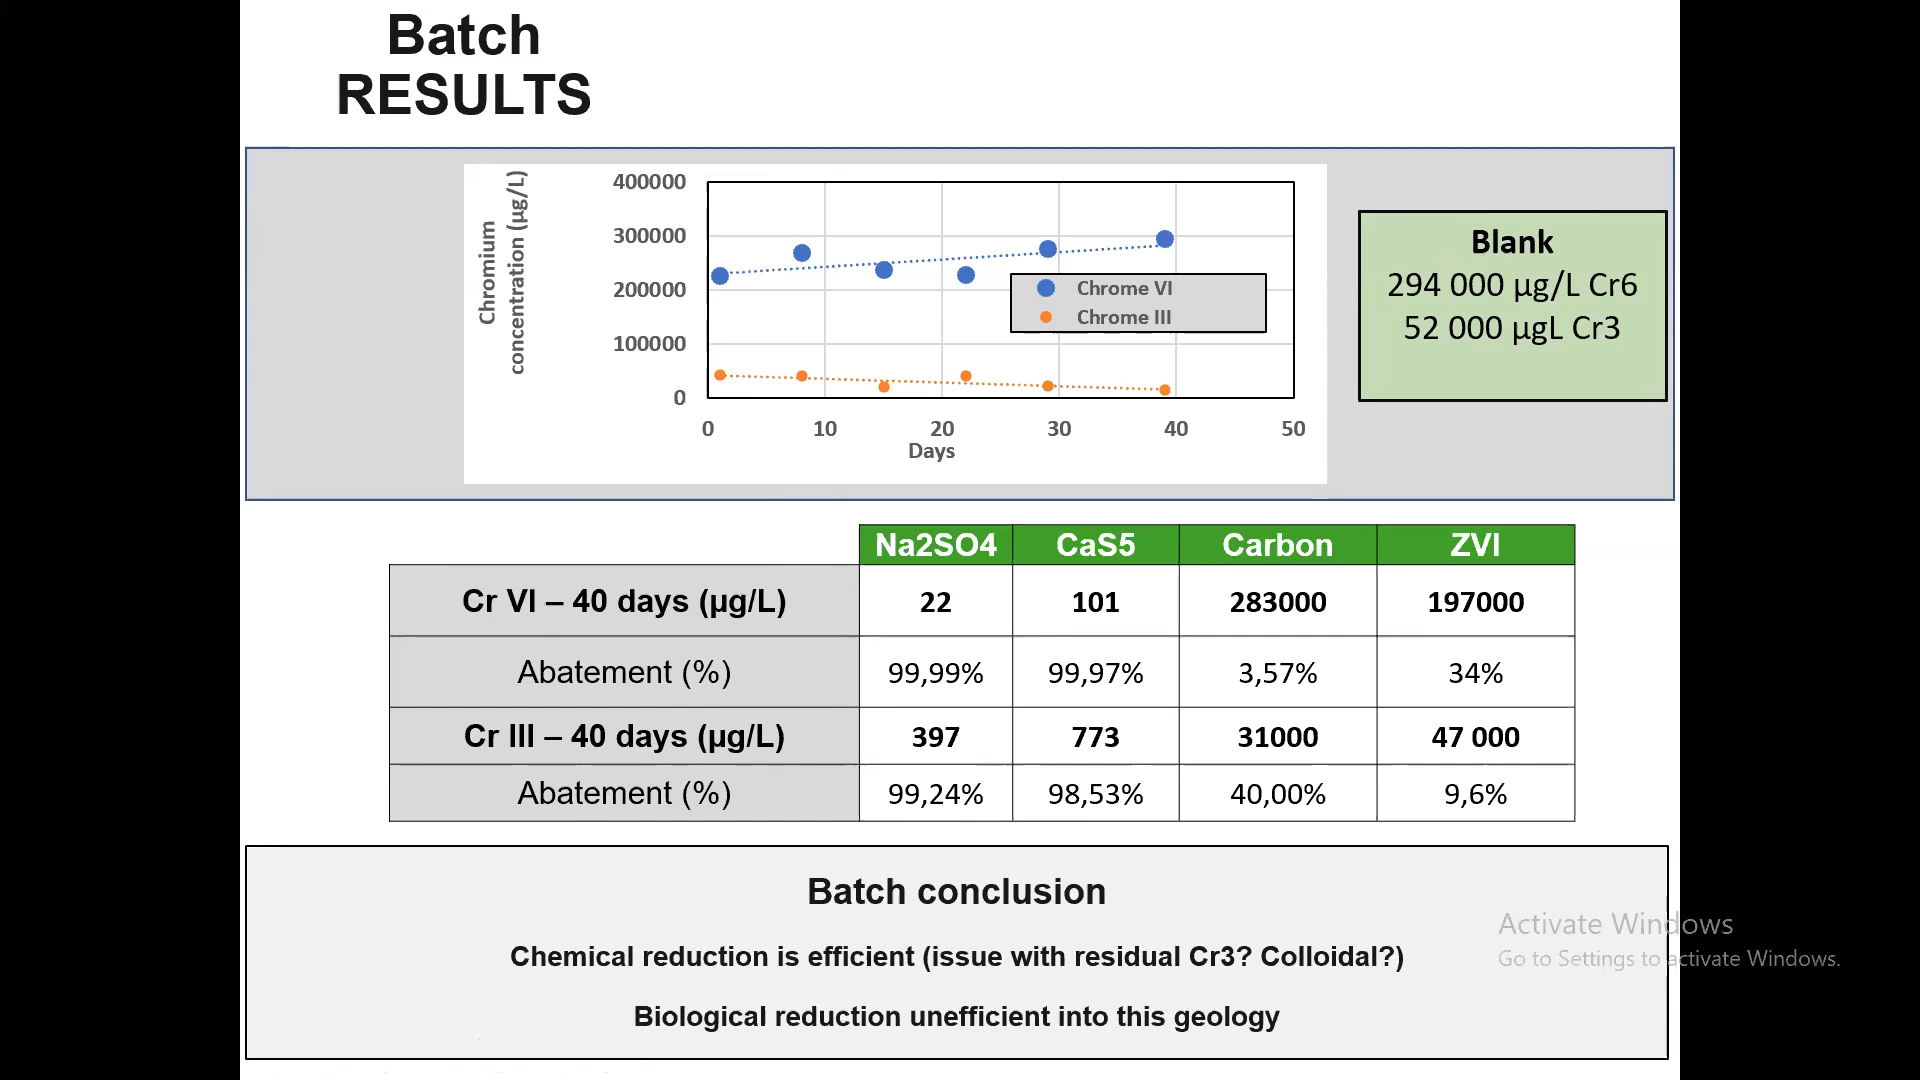 Batch
RESULTS
Chromium
concentration (µg/L)
400000
300000
200000
100000
0
0
10
20
30
40
50
Days
Chrome VI
Chrome III
Blank
294 000 µg/L Cr6
52 000 µgL Cr3
Na2SO4 CaS5 Carbon ZVI
Cr VI – 40 days (µg/L) 22 101 283000 197000
Abatement (%) 99,99% 99,97% 3,57% 34%
Cr III – 40 days (µg/L) 397 773 31000 47 000
Abatement (%) 99,24% 98,53% 40,00% 9,6%
Batch conclusion
Chemical reduction is efficient (issue with residual Cr3? Colloidal?)
Biological reduction unefficient into this geology
Activate Windows
Go to Settings to activate Windows.